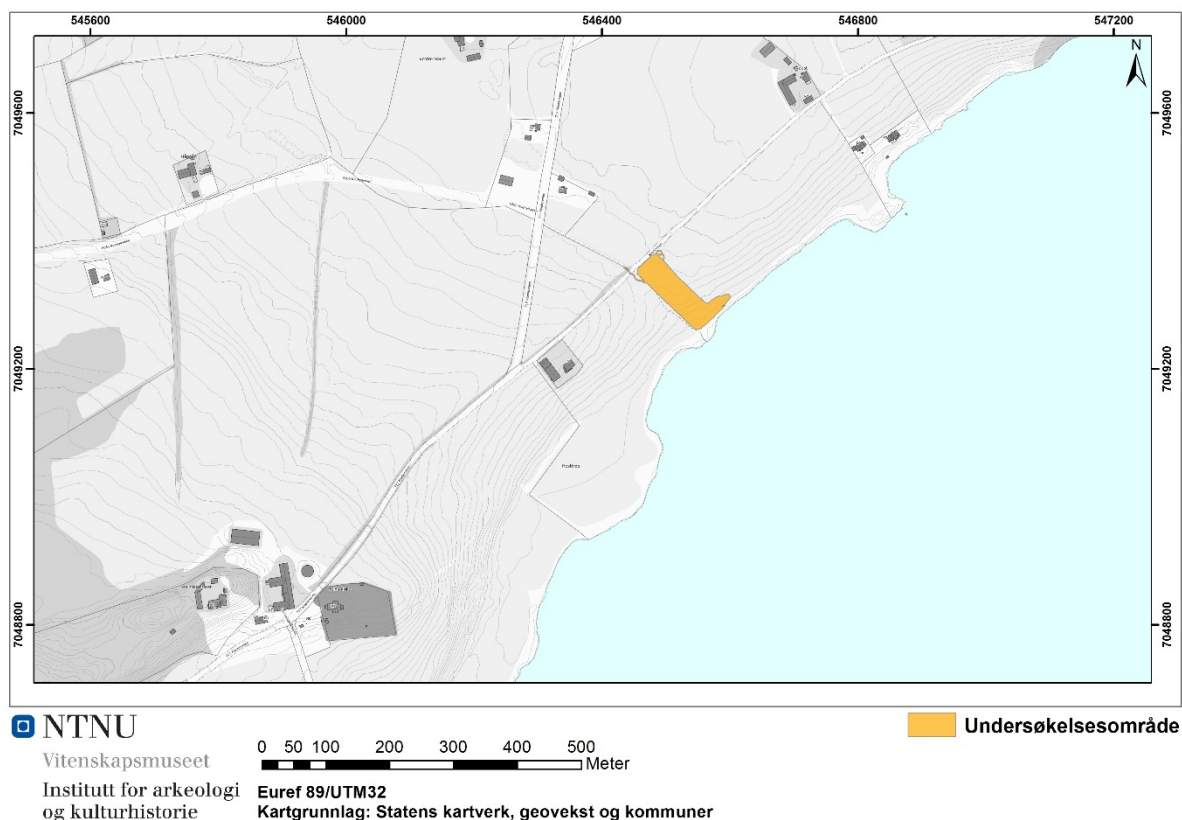 545600 546000 546400 546800 547200
N
7049600 7049600
7049200 7049200
7048800 7048800
NTNU
Vitenskapsmuseet
Institutt for arkeologi
og kulturhistorie
0 50 100 200 300 400 500
Meter
Euref 89/UTM32
Kartgrunnlag: Statens kartverk, geovekst og kommuner
Undersøkelsesområde